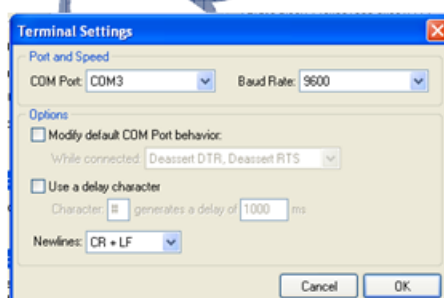 Terminal Settings
Port and Speed
COM Port: COM3 Baud Rate: 9600
Options
Modify default COM Port behavior:
While connected: Deassert DTR, Deassert RTS
Use a delay character
Character: # generates a delay of 1000 ms
Newlines: CR + LF
Cancel OK